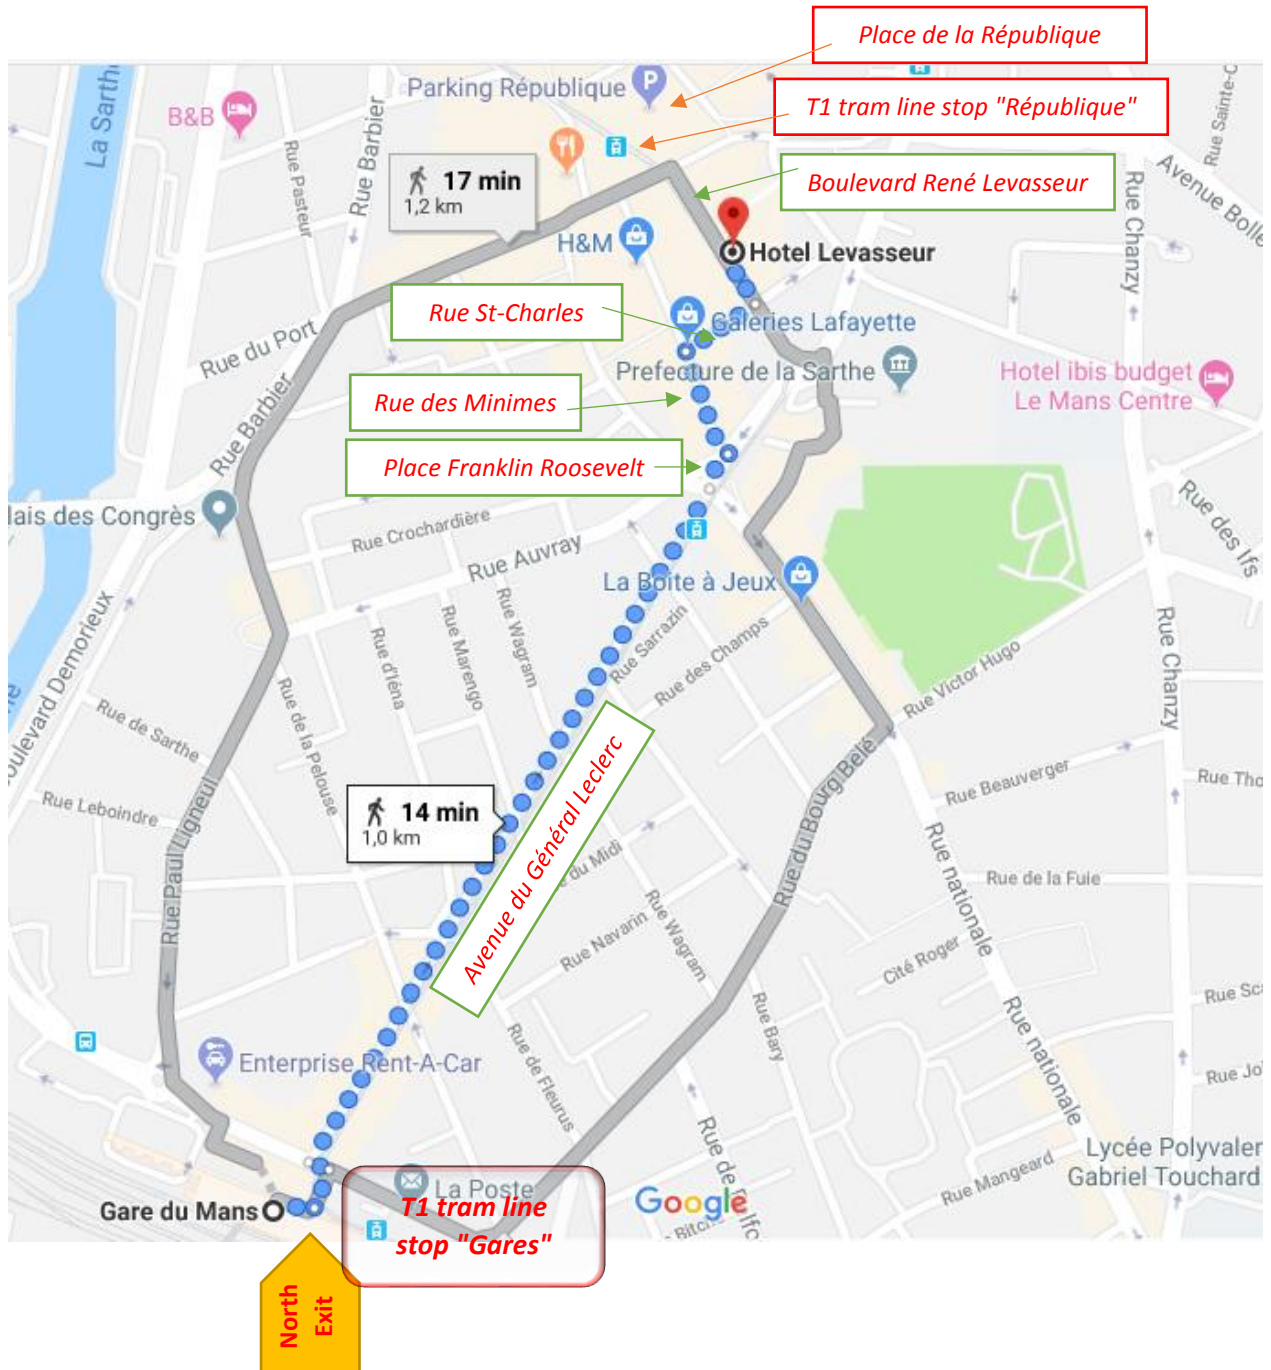 Place de la République
T1 tram line stop "République"
Boulevard René Levasseur
La Sarthe
B&B
Parking République
P
Rue Pasteur
Rue Barbier
17 min
1,2 km
H&M
Hotel Levasseur
Rue Sainte-C
Avenue Bolle
Rue Chanzy
Rue St-Charles
Galeries Lafayette
Prefecture de la Sarthe
Hotel ibis budget
Le Mans Centre
Rue du Port
Rue Barbier
Rue des Minimes
Place Franklin Roosevelt
lais des Congrès
Rue Crochardière
Rue Auvray
La Boite à Jeux
Rue des Ifs
Boulevard Demorieux
Rue d'Iéna
Rue Marengo
Rue Wagram
Rue Sarrazin
Rue des Champs
Rue Victor Hugo
Rue Chanzy
Rue de Sarthe
Rue de la Pelouse
Rue Leboindre
Rue Paul Ligneul
14 min
1,0 km
Avenue du Général Leclerc
Rue du Bourg Belé
Rue Beauverger
Rue Tho
Rue nationale
Rue de la Fuie
du Midi
Rue Navarin
Rue Wagram
Cité Roger
Rue Sca
Rue Bary
Rue nationale
Enterprise Rent-A-Car
Rue de Fleurus
Rue Jo
Rue de
Lycée Polyvaler
Gabriel Touchard
Rue Mangeard
La Poste
Google
Gare du Mans
T1 tram line
stop "Gares"
North
Exit